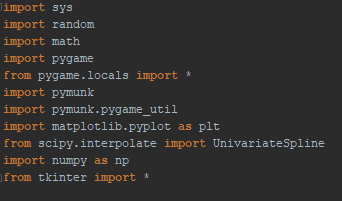 import sys
import random
import math
import pygame
from pygame.locals import *
import pymunk
import pymunk.pygame_util
import matplotlib.pyplot as plt
from scipy.interpolate import UnivariateSpline
import numpy as np
from tkinter import *